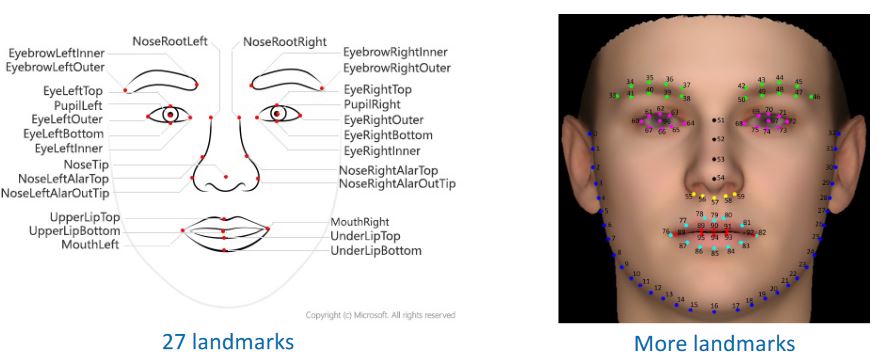 NoseRootLeft
NoseRootRight
EyebrowLeftInner
EyebrowRightInner
EyebrowLeftOuter
EyebrowRightOuter
EyeLeftTop
EyeRightTop
PupilLeft
PupilRight
EyeLeftOuter
EyeRightOuter
EyeLeftBottom
EyeRightBottom
EyeLeftInner
EyeRightInner
NoseTip
NoseRightAlarTop
NoseLeftAlarTop
NoseRightAlarOutTip
NoseLeftAlarOutTip
UpperLipTop
MouthRight
UpperLipBottom
UnderLipTop
MouthLeft
UnderLipBottom
Copyright (c) Microsoft. All rights reserved
27 landmarks
34 35 36 37
33 41 40 39 38
42 43 44 45
50 49 48 47 46
61 62 63
68 64
67 66 65
69 70 71
68 72
75 74 73
51
52
53
54
55 56 57 58 59
78 79 80
77 81
76 89 90 91 92 82
95 94 93
87 86 85 84 83
0
1
2
3
4
5
6
7
8
9
10
11
12
13
14
15
16
17
18
19
20
21
22
23
24
25
26
27
28
29
30
31
32
More landmarks